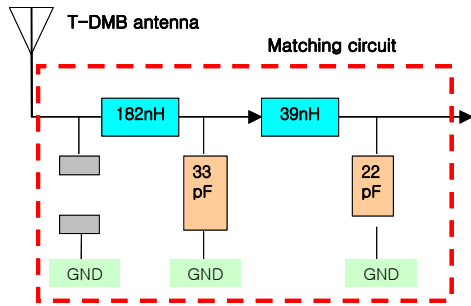 T-DMB antenna
Matching circuit
182nH
39nH
33
pF
22
pF
GND
GND
GND